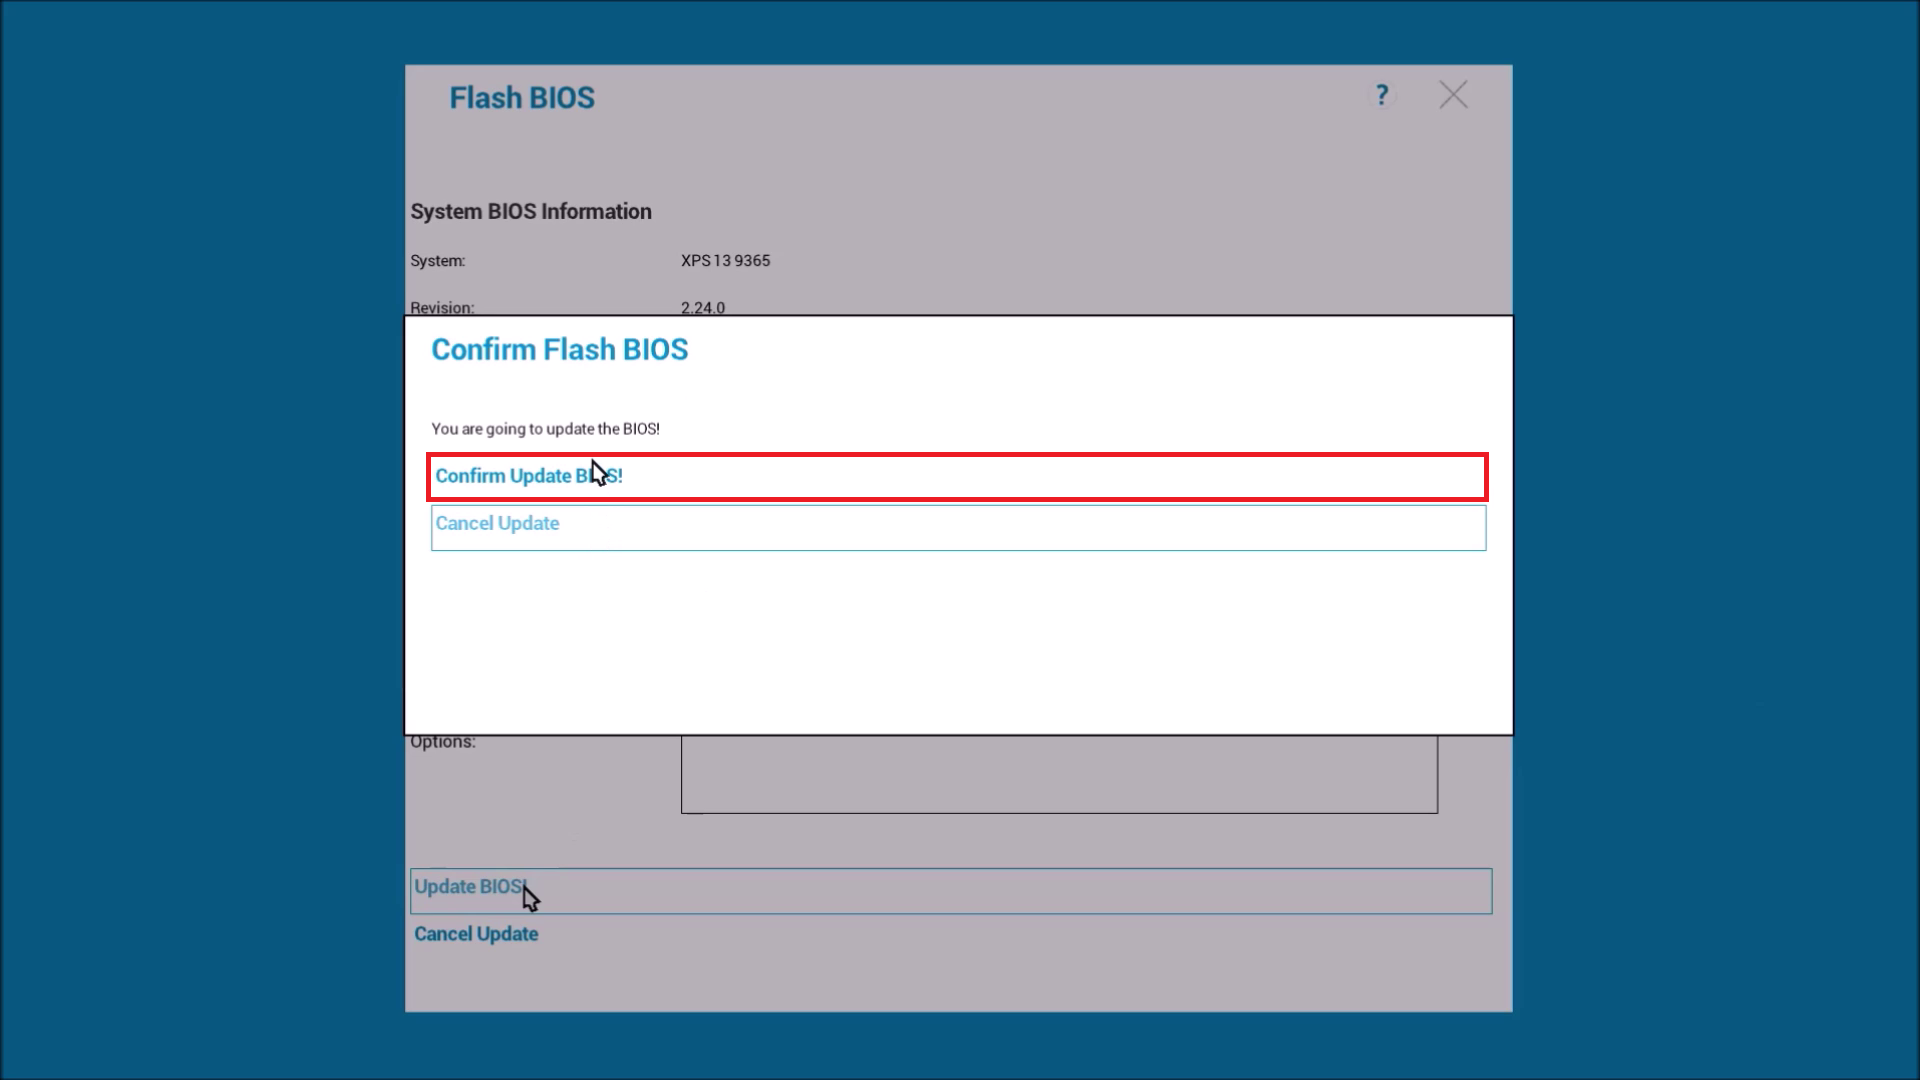 Flash BIOS
?
System BIOS Information
System: XPS 13 9365
Revision: 2.24.0
Confirm Flash BIOS
You are going to update the BIOS!
Confirm Update BIOS!
Cancel Update
Options:
Update BIOS!
Cancel Update